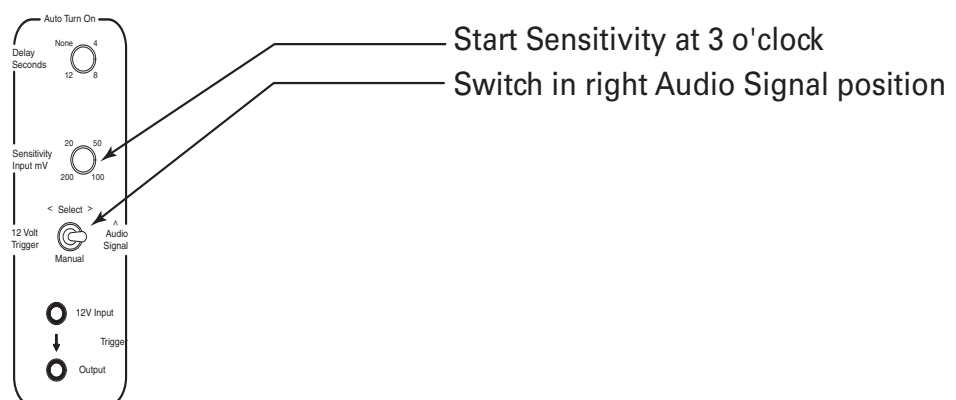 Auto Turn On
None 4
Delay
Seconds
12 8
Start Sensitivity at 3 o'clock
Switch in right Audio Signal position
20 50
Sensitivity
Input mV
200 100
< Select >
12 Volt
Trigger
^
Audio
Signal
Manual
12V Input
Trigger
Output